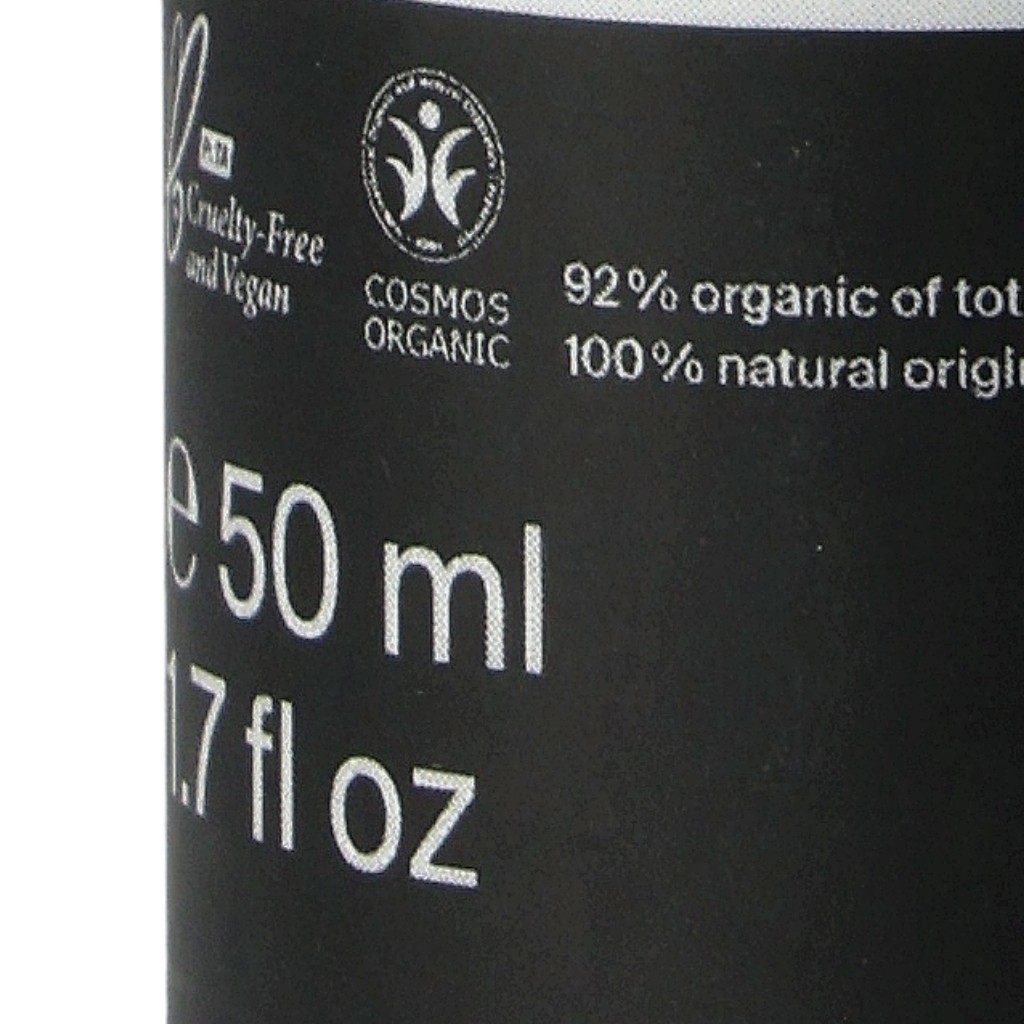 Cruelty-Free
and Vegan
COSMOS
ORGANIC
92% organic of tot
100% natural origi
e 50 ml
1.7 fl oz